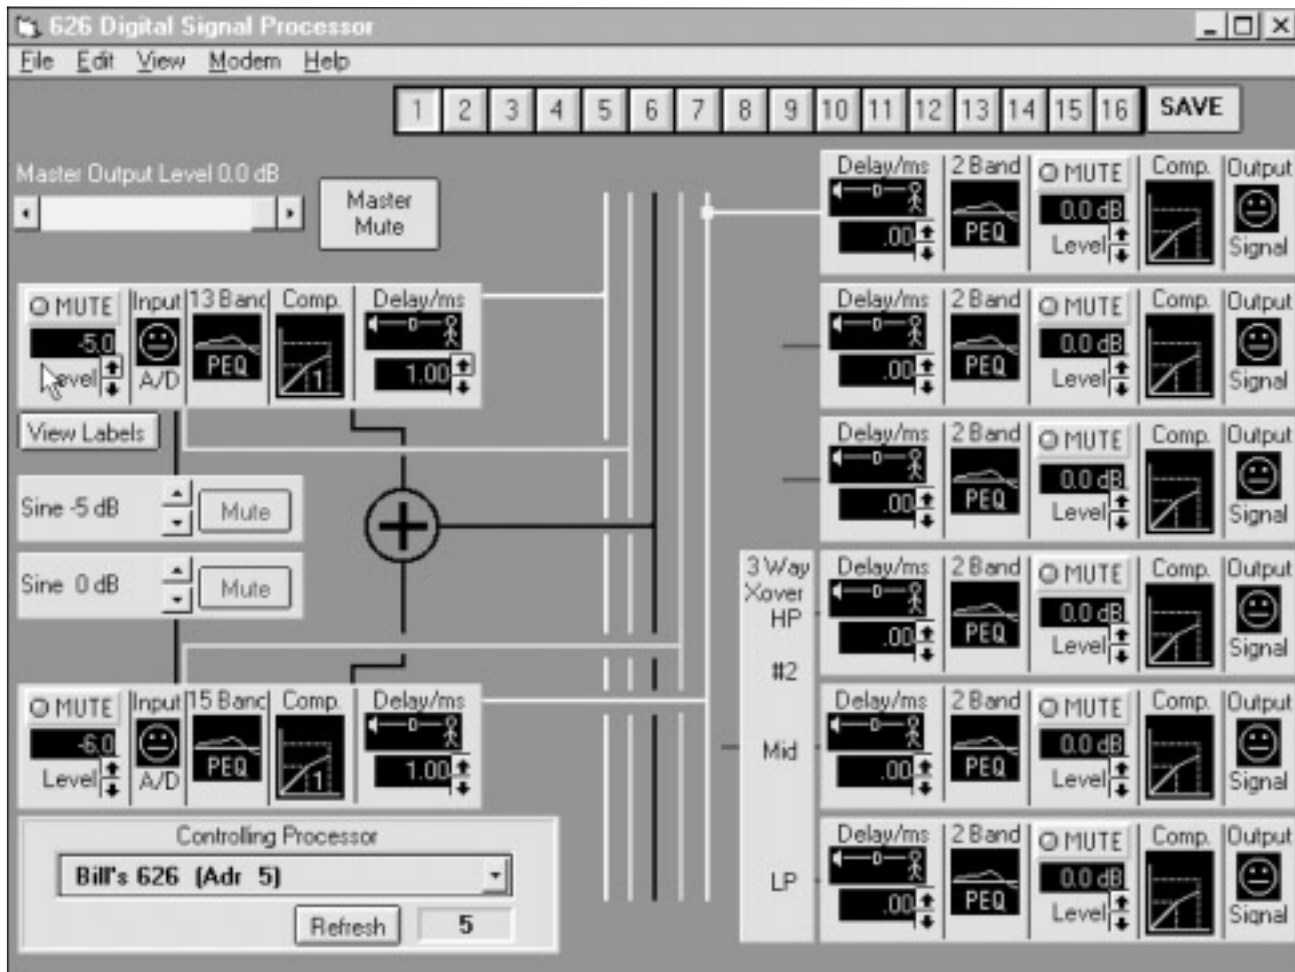 626 Digital Signal Processor
File Edit View Modem Help
1 2 3 4 5 6 7 8 9 10 11 12 13 14 15 16 SAVE
Master Output Level 0.0 dB
Master
Mute
MUTE Input 13 Band Comp. Delay/ms
-5.0
PEQ 1 1.00
Level A/D
View Labels
Sine -5 dB Mute
Sine 0 dB Mute
MUTE Input 15 Band Comp. Delay/ms
D
-6.0
PEQ 1 1.00
Level A/D
Controlling Processor
Bill's 626 (Adr 5)
Refresh 5
Delay/ms 2 Band MUTE Comp. Output
D
.00 PEQ 0.0 dB
Level Signal
Delay/ms 2 Band MUTE Comp. Output
D
.00 PEQ 0.0 dB
Level Signal
Delay/ms 2 Band MUTE Comp. Output
D
.00 PEQ 0.0 dB
Level Signal
3 Way
Xover
HP
#2
Mid
LP
Delay/ms 2 Band MUTE Comp. Output
D
.00 PEQ 0.0 dB
Level Signal
Delay/ms 2 Band MUTE Comp. Output
D
.00 PEQ 0.0 dB
Level Signal
Delay/ms 2 Band MUTE Comp. Output
D
.00 PEQ 0.0 dB
Level Signal